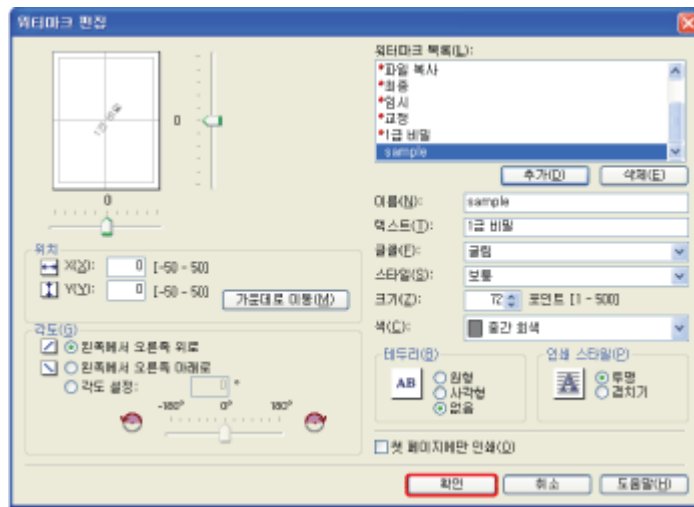 워터마크 편집
1급 비밀
0
0
위치
X(X): 0 [-50 - 50]
Y(Y): 0 [-50 - 50]
가운데로 이동(M)
각도(G)
왼쪽에서 오른쪽 위로
왼쪽에서 오른쪽 아래로
각도 설정: 0 °
-180° 0° 180°
워터마크 목록(L):
*파일 복사
*최종
*임시
*교정
*1급 비밀
sample
추가(D) 삭제(E)
이름(N): sample
텍스트(T): 1급 비밀
글꼴(F): 굴림
스타일(S): 보통
크기(Z): 72 포인트 [1 - 500]
색(C): 중간 회색
테두리(B)
AB
원형
사각형
없음
인쇄 스타일(P)
A
투명
겹치기
첫 페이지에만 인쇄(O)
확인 취소 도움말(H)